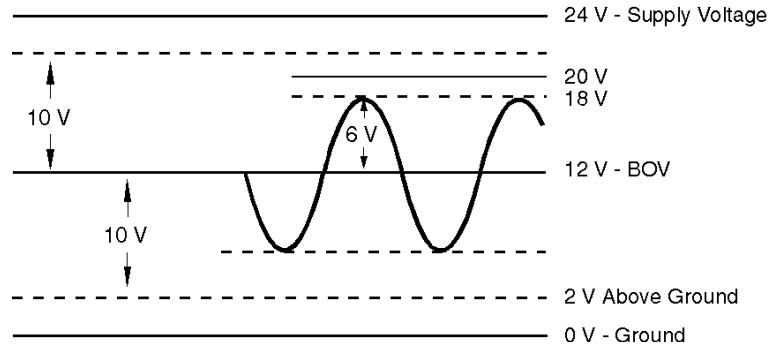 24 V - Supply Voltage
20 V
18 V
10 V
6 V
12 V - BOV
10 V
2 V Above Ground
0 V - Ground